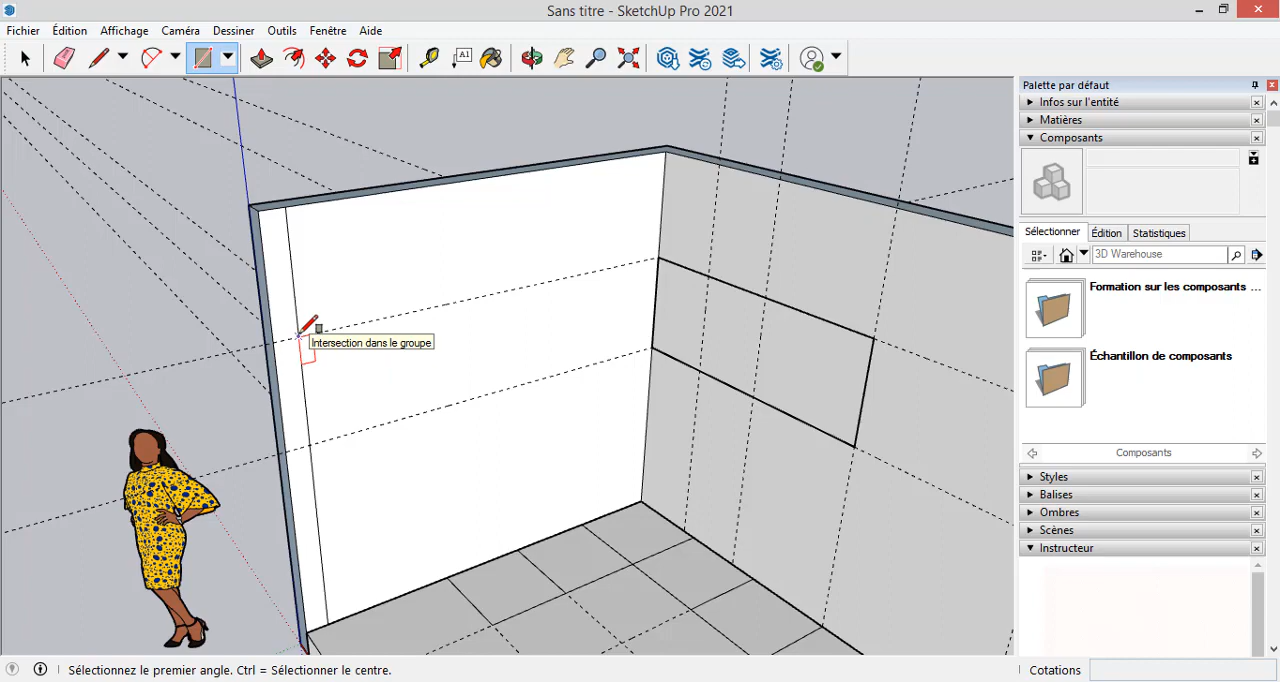 Sans titre - SketchUp Pro 2021
Fichier Édition Affichage Caméra Dessiner Outils Fenêtre Aide
A1
Palette par défaut
Infos sur l'entité
Matières
Composants
Sélectionner Édition Statistiques
3D Warehouse
Formation sur les composants ...
Échantillon de composants
Composants
Styles
Balises
Ombres
Scènes
Instructeur
Intersection dans le groupe
Sélectionnez le premier angle. Ctrl = Sélectionner le centre.
Cotations